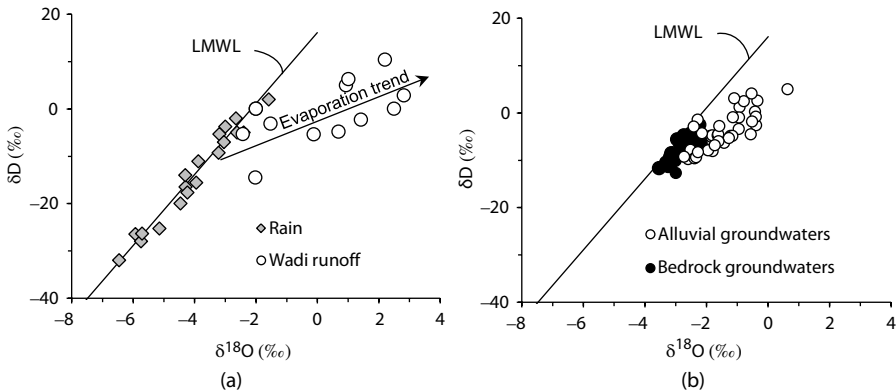 20
LMWL
Evaporation trend
0
δD (‰)
−20
Rain
Wadi runoff
−40
−8 −6 −4 −2 0 2 4
δ18O (‰)
(a)
20
LMWL
0
δD (‰)
−20
Alluvial groundwaters
Bedrock groundwaters
−40
−8 −6 −4 −2 0 2 4
δ18O (‰)
(b)